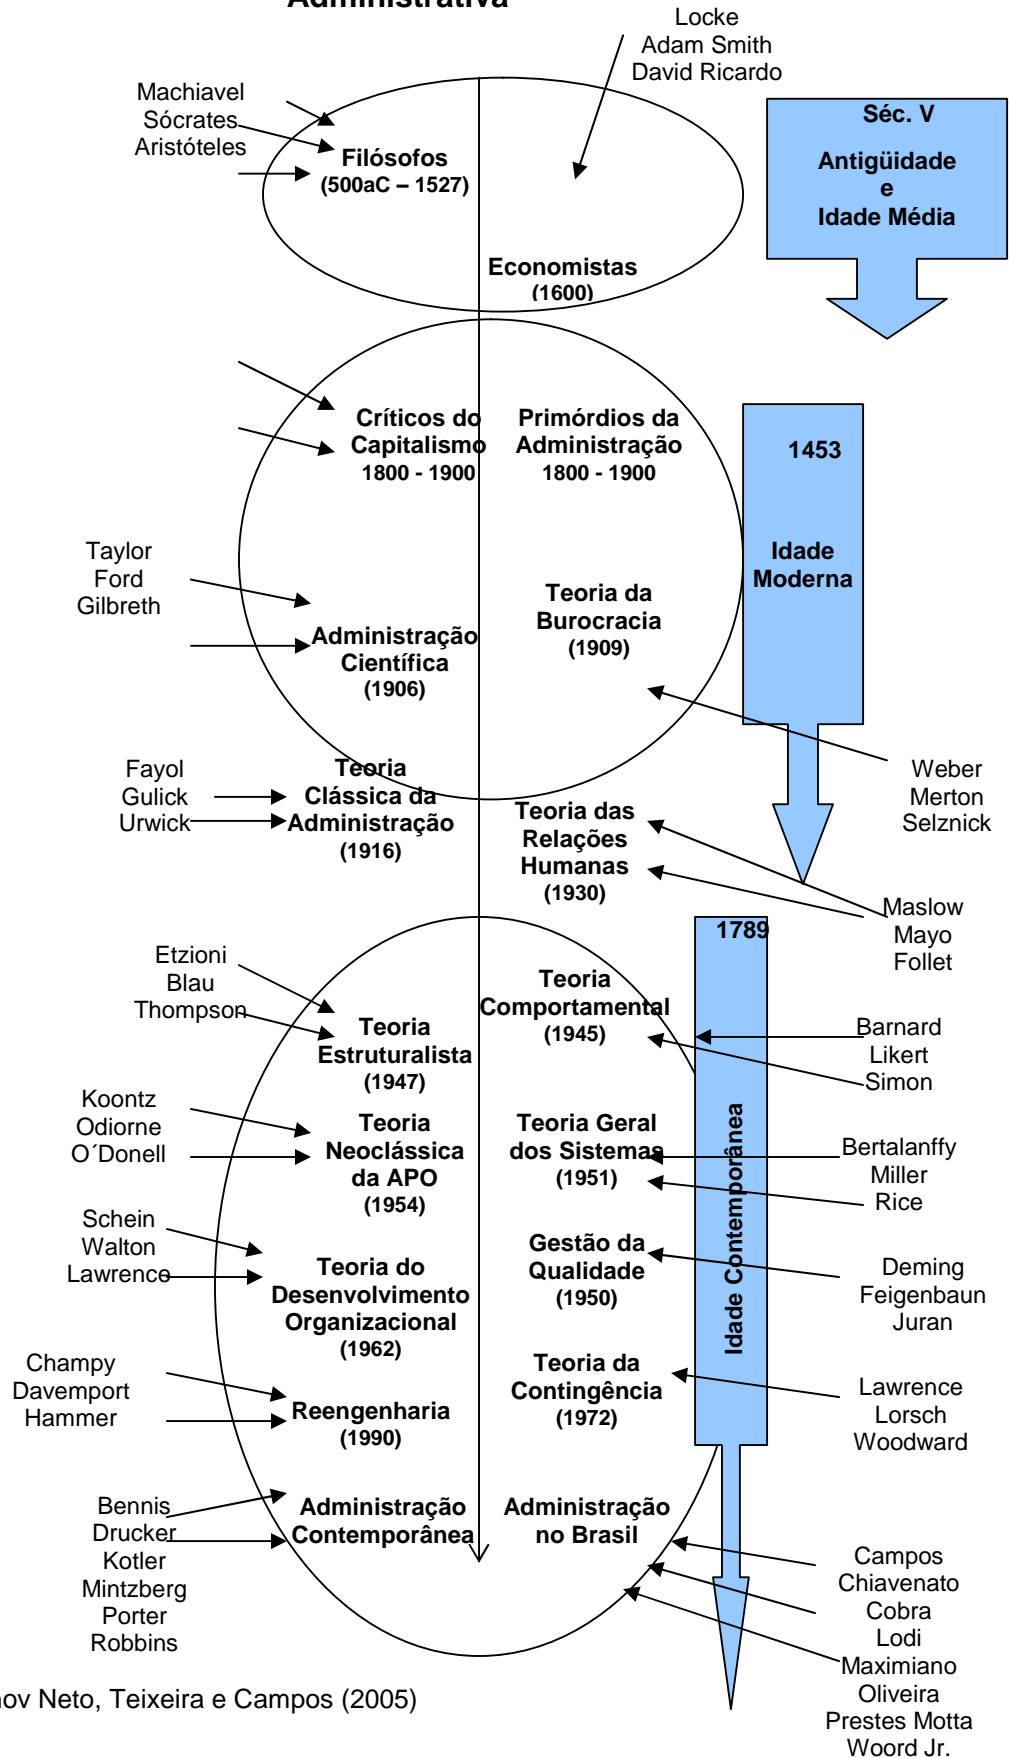 Administrativa
Locke
Adam Smith
David Ricardo
Machiavel
Sócrates
Aristóteles
Filósofos
(500aC – 1527)
Economistas
(1600)
Séc. V
Antigüidade
e
Idade Média
Críticos do
Capitalismo
1800 - 1900
Primórdios da
Administração
1800 - 1900
1453
Idade
Moderna
Taylor
Ford
Gilbreth
Administração
Científica
(1906)
Teoria da
Burocracia
(1909)
Weber
Merton
Selznick
Fayol
Gulick
Urwick
Teoria
Clássica da
Administração
(1916)
Teoria das
Relações
Humanas
(1930)
Maslow
Mayo
Follet
1789
Idade Contemporânea
Etzioni
Blau
Thompson
Teoria
Estruturalista
(1947)
Teoria
Comportamental
(1945)
Barnard
Likert
Simon
Koontz
Odiorne
O´Donell
Teoria
Neoclássica
da APO
(1954)
Teoria Geral
dos Sistemas
(1951)
Bertalanffy
Miller
Rice
Schein
Walton
Lawrence
Teoria do
Desenvolvimento
Organizacional
(1962)
Gestão da
Qualidade
(1950)
Deming
Feigenbaun
Juran
Champy
Davemport
Hammer
Reengenharia
(1990)
Teoria da
Contingência
(1972)
Lawrence
Lorsch
Woodward
Bennis
Drucker
Kotler
Mintzberg
Porter
Robbins
Administração
Contemporânea
Administração
no Brasil
Campos
Chiavenato
Cobra
Lodi
Maximiano
Oliveira
Prestes Motta
Woord Jr.
Neto, Teixeira e Campos (2005)